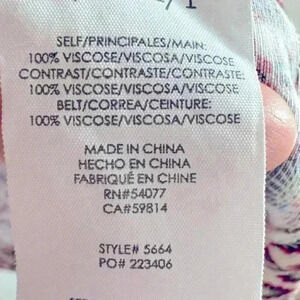 SELF/PRINCIPALES/MAIN:
100% VISCOSE/VISCOSA/VISCOSE
CONTRAST/CONTRASTE/CONTRASTE:
100% VISCOSE/VISCOSA/VISCOSE
BELT/CORREA/CEINTURE:
100% VISCOSE/VISCOSA/VISCOSE
MADE IN CHINA
HECHO EN CHINA
FABRIQUÉ EN CHINE
RN#54077
CA#59814
STYLE# 5664
PO# 223406